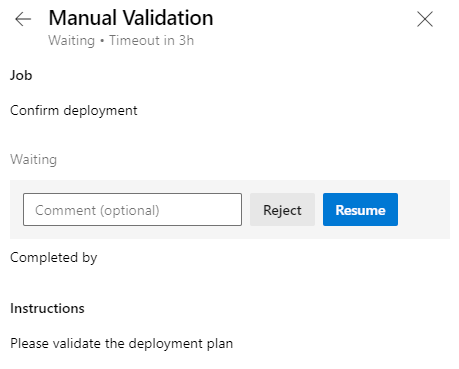 Manual Validation
Waiting • Timeout in 3h
Job
Confirm deployment
Waiting
Comment (optional) Reject Resume
Completed by
Instructions
Please validate the deployment plan